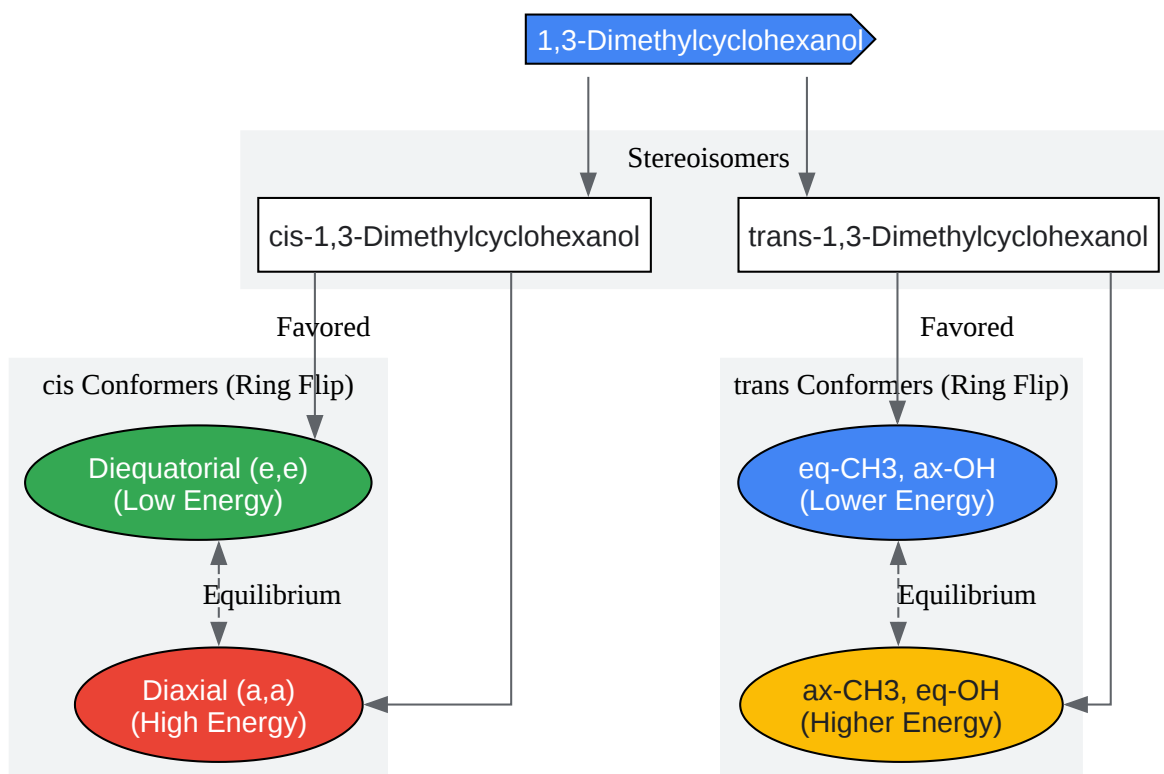 1,3-Dimethylcyclohexanol
Stereoisomers
cis-1,3-Dimethylcyclohexanol
trans-1,3-Dimethylcyclohexanol
Favored
Favored
cis Conformers (Ring Flip)
trans Conformers (Ring Flip)
Diequatorial (e,e)
(Low Energy)
eq-CH3, ax-OH
(Lower Energy)
Equilibrium
Equilibrium
Diaxial (a,a)
(High Energy)
ax-CH3, eq-OH
(Higher Energy)